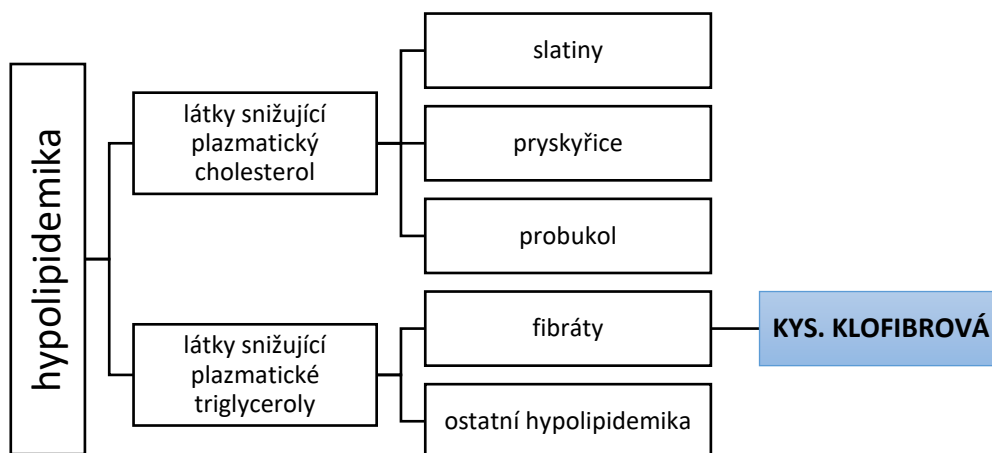 hypolipidemika
látky snižující
plazmatický
cholesterol
slatiny
pryskyřice
probukol
látky snižující
plazmatické
triglyceroly
fibráty
KYS. KLOFIBROVÁ
ostatní hypolipidemika